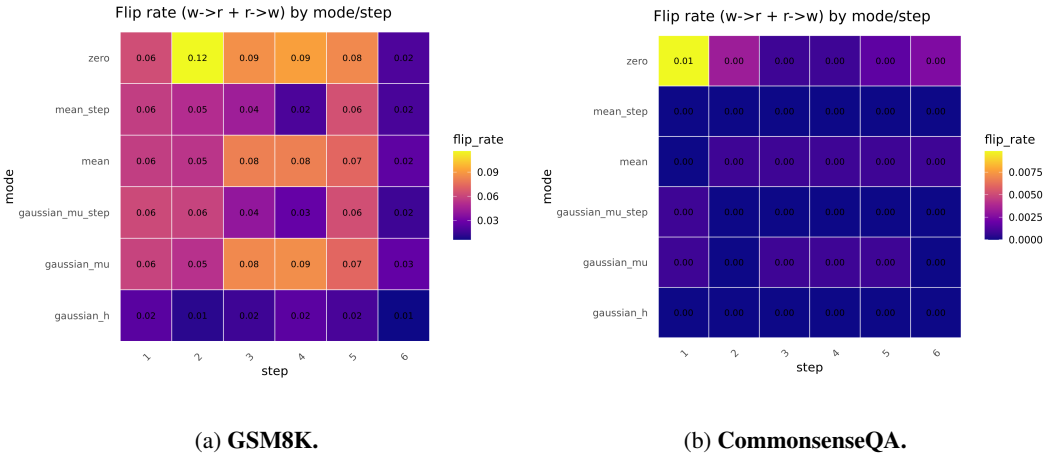 Flip rate (w->r + r->w) by mode/step
zero 0.06 0.12 0.09 0.09 0.08 0.02
mean_step 0.06 0.05 0.04 0.02 0.06 0.02
mean 0.06 0.05 0.08 0.08 0.07 0.02
gaussian_mu_step 0.06 0.06 0.04 0.03 0.06 0.02
gaussian_mu 0.06 0.05 0.08 0.09 0.07 0.03
gaussian_h 0.02 0.01 0.02 0.02 0.02 0.01
1 2 3 4 5 6
step
mode
flip_rate
0.09
0.06
0.03
(a) GSM8K.
Flip rate (w->r + r->w) by mode/step
zero 0.01 0.00 0.00 0.00 0.00 0.00
mean_step 0.00 0.00 0.00 0.00 0.00 0.00
mean 0.00 0.00 0.00 0.00 0.00 0.00
gaussian_mu_step 0.00 0.00 0.00 0.00 0.00 0.00
gaussian_mu 0.00 0.00 0.00 0.00 0.00 0.00
gaussian_h 0.00 0.00 0.00 0.00 0.00 0.00
1 2 3 4 5 6
step
mode
flip_rate
0.0075
0.0050
0.0025
0.0000
(b) CommonsenseQA.